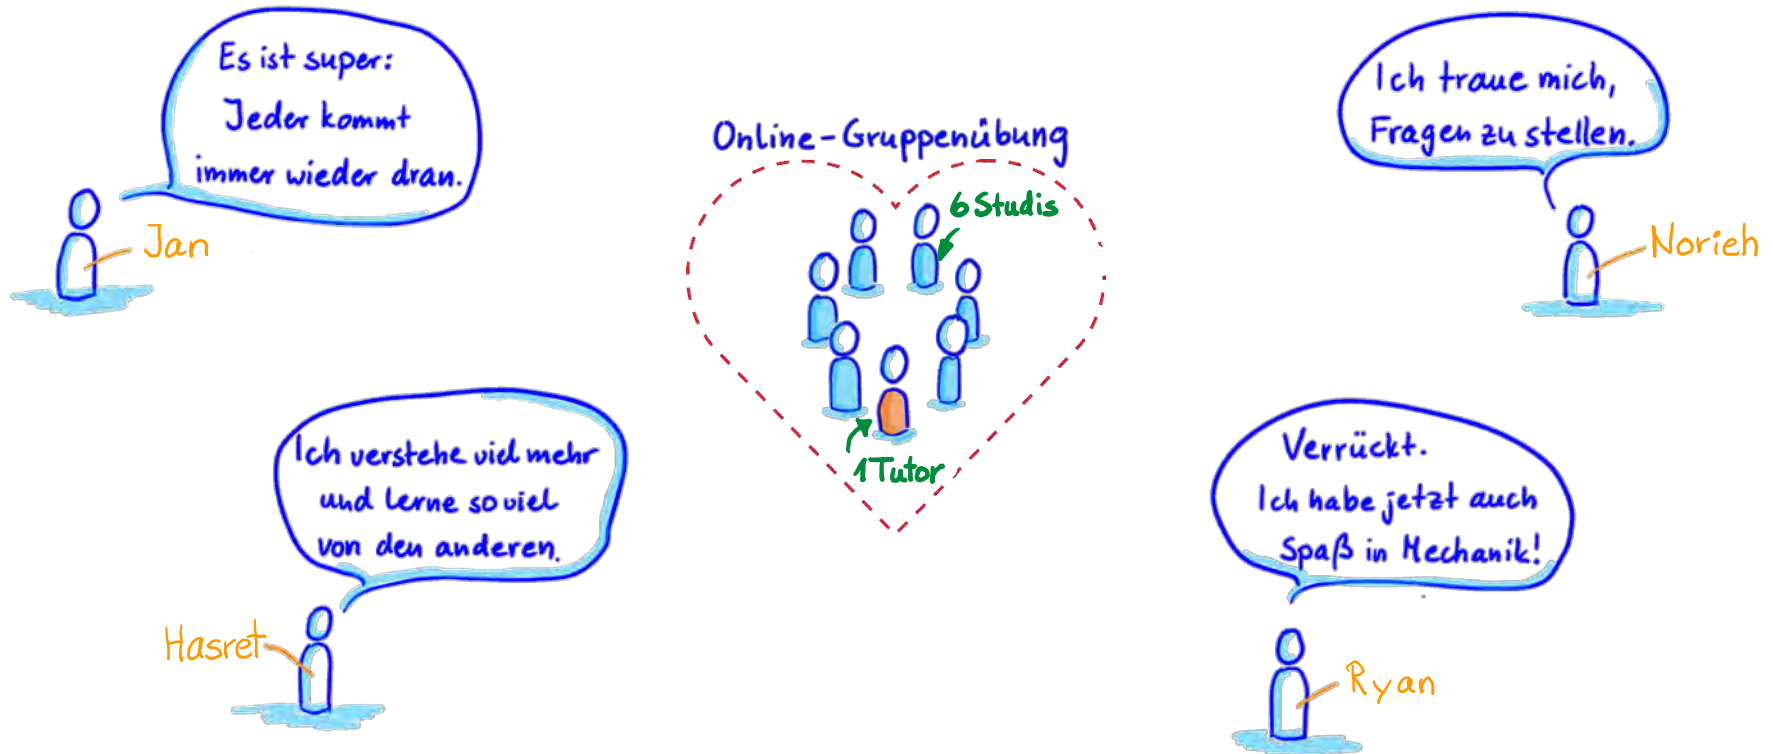 Es ist super:
Jeder kommt
immer wieder dran.
Jan
Online-Gruppenübung
6 Studis
1 Tutor
Ich traue mich,
Fragen zu stellen.
Norieh
Ich verstehe viel mehr
und lerne so viel
von den anderen.
Hasret
Verrückt.
Ich habe jetzt auch
Spaß in Mechanik!
Ryan